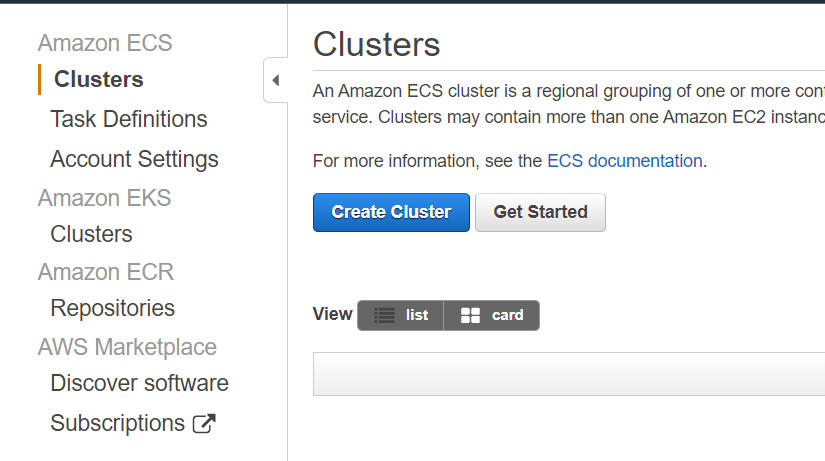 Amazon ECS
Clusters
Task Definitions
Account Settings
Amazon EKS
Clusters
Amazon ECR
Repositories
AWS Marketplace
Discover software
Subscriptions
Clusters
An Amazon ECS cluster is a regional grouping of one or more
service. Clusters may contain more than one Amazon EC2
For more information, see the ECS documentation.
Create Cluster Get Started
View list card